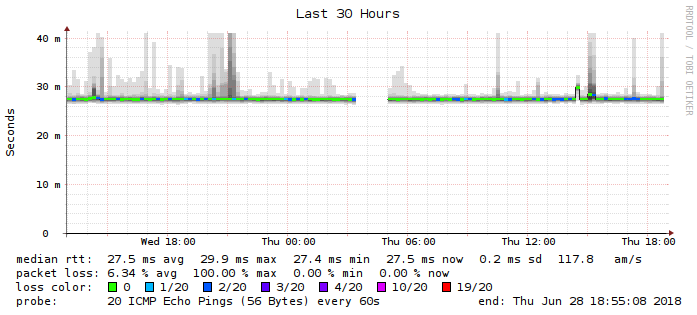 Last 30 Hours
RRDTOOL / TOBI OETIKER
Seconds
40 m
30 m
20 m
10 m
0
Wed 18:00 Thu 00:00 Thu 06:00 Thu 12:00 Thu 18:00
median rtt: 27.5 ms avg 29.9 ms max 27.4 ms min 27.5 ms now 0.2 ms sd 117.8 am/s
packet loss: 6.34 % avg 100.00 % max 0.00 % min 0.00 % now
loss color: 0 1/20 2/20 3/20 4/20 10/20 19/20
probe: 20 ICMP Echo Pings (56 Bytes) every 60s end: Thu Jun 28 18:55:08 2018